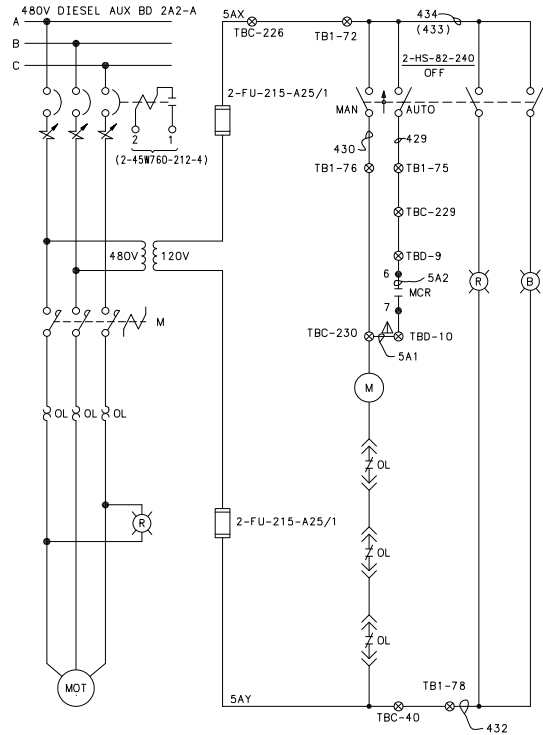 480V DIESEL AUX BD 2A2-A
5AX
434
(433)
A
TBC-226
TB1-72
B
C
2-HS-82-240
OFF
2-FU-215-A25/1
MAN
AUTO
2 1
(2-45W760-212-4)
430
429
TB1-76
TB1-75
TBC-229
480V
120V
TBD-9
6
5A2
R
B
MCR
7
M
TBC-230
TBD-10
5A1
M
OL OL OL
OL
R
2-FU-215-A25/1
OL
OL
MOT
5AY
TB1-78
TBC-40
432